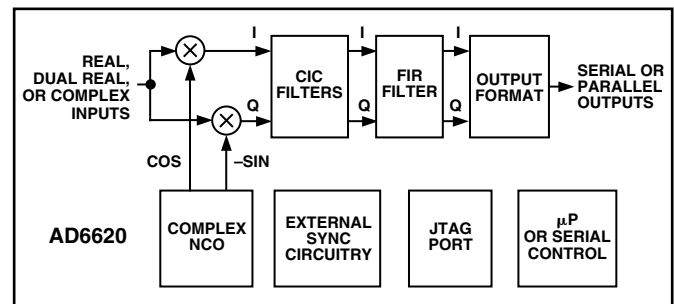 REAL,
DUAL REAL,
OR COMPLEX
INPUTS
I
Q
CIC
FILTERS
I
Q
FIR
FILTER
I
Q
OUTPUT
FORMAT
SERIAL OR
PARALLEL
OUTPUTS
COS
–SIN
AD6620
COMPLEX
NCO
EXTERNAL
SYNC
CIRCUITRY
JTAG
PORT
μP
OR SERIAL
CONTROL